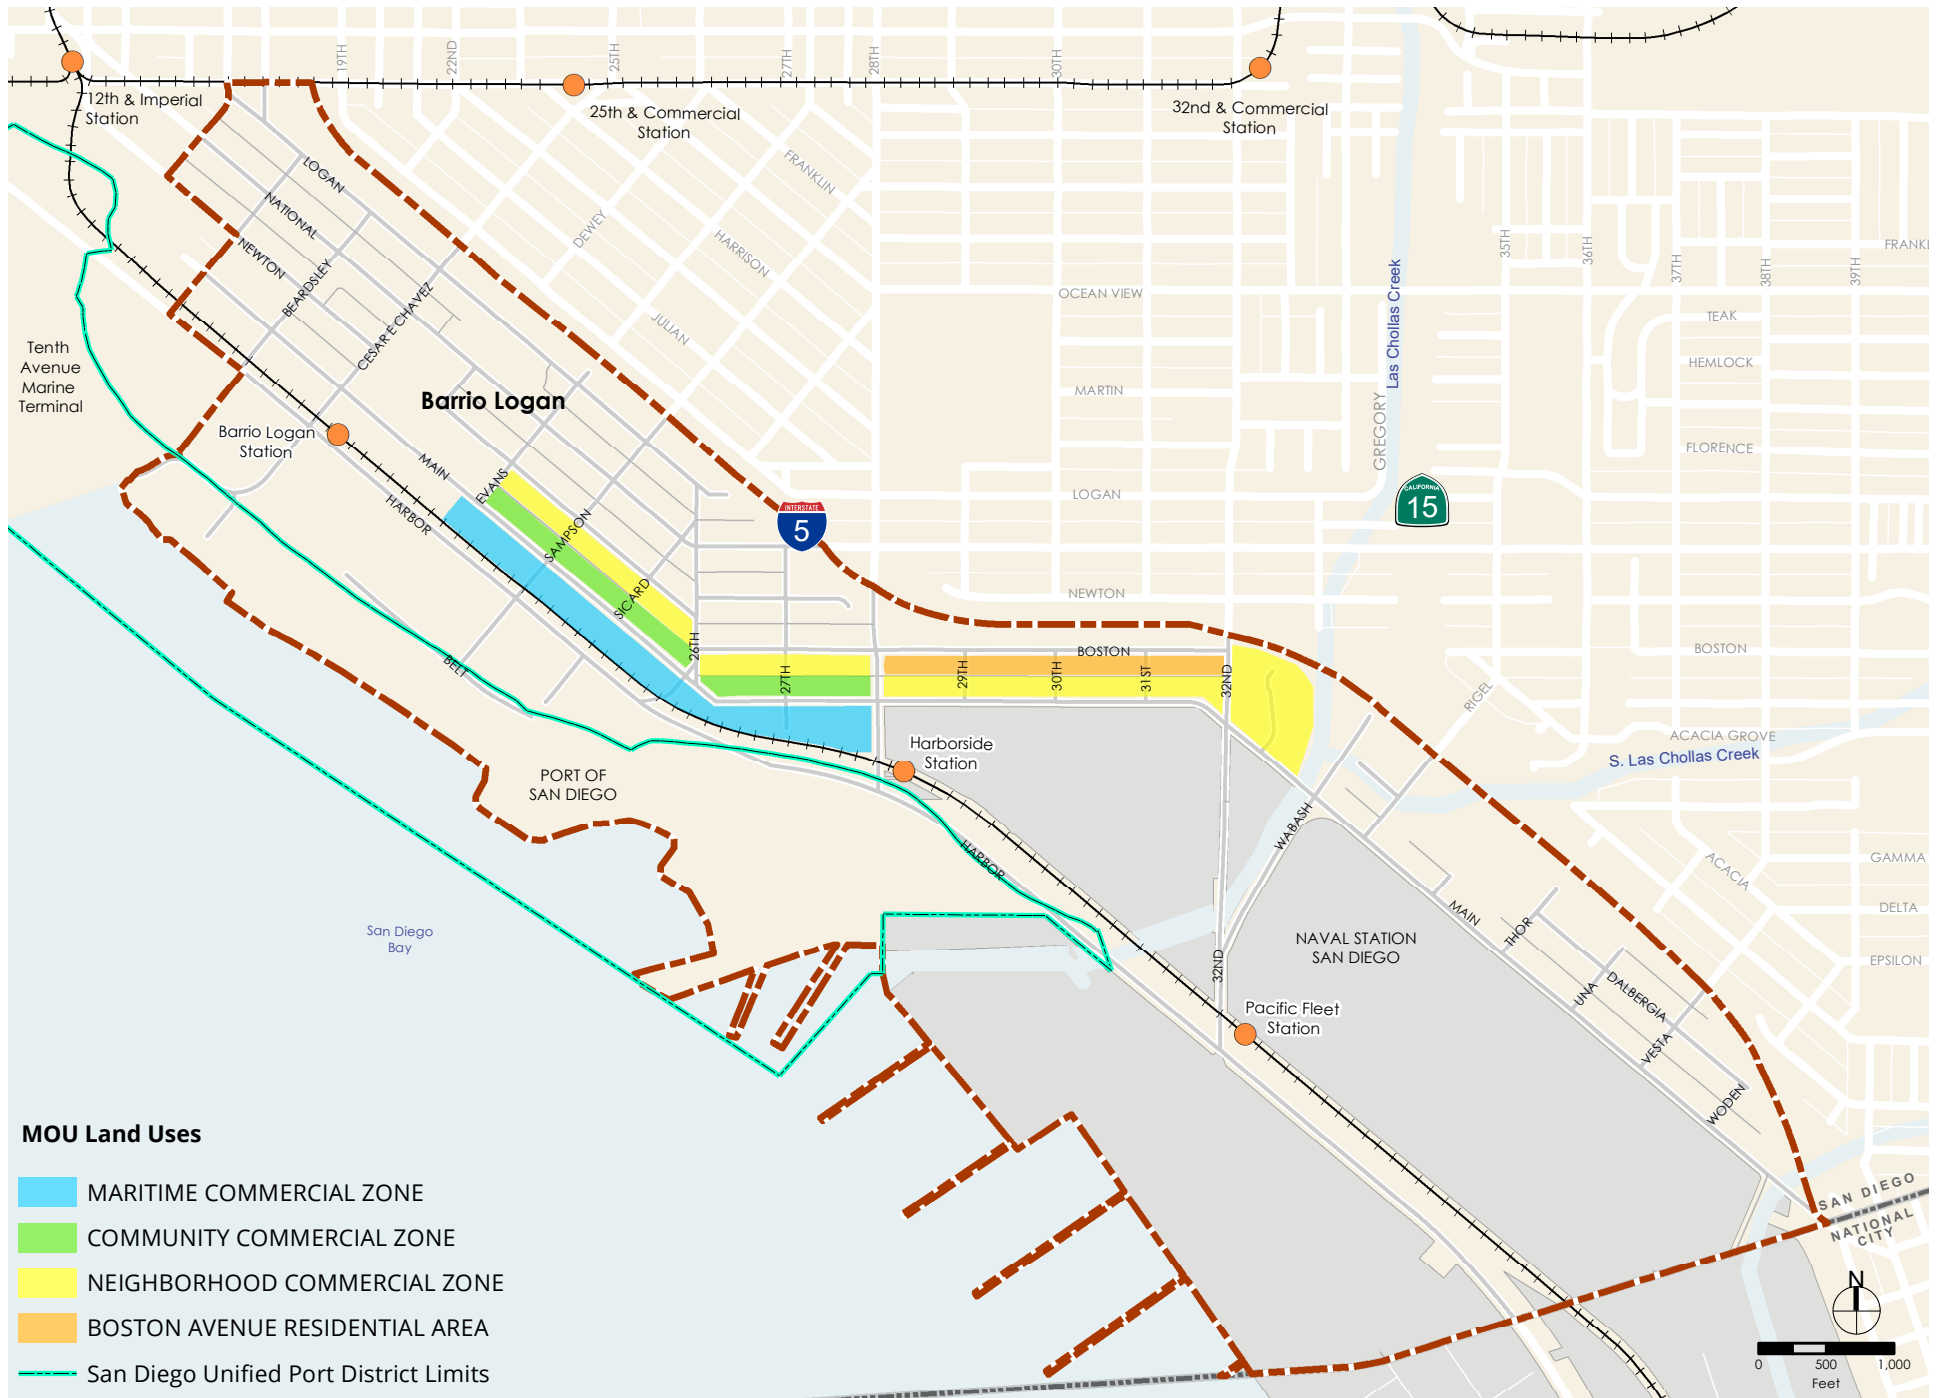 19TH
22ND
25TH
27TH
28TH
30TH
12th & Imperial
Station
25th & Commercial
Station
32nd & Commercial
Station
LOGAN
NATIONAL
NEWTON
BEARDSLEY
CESAR E CHAVEZ
DEWEY
FRANKLIN
HARRISON
JULIAN
OCEAN VIEW
MARTIN
LOGAN
NEWTON
Las Chollas Creek
GREGORY
35TH
36TH
37TH
38TH
39TH
FRANKL
TEAK
HEMLOCK
FLORENCE
Tenth
Avenue
Marine
Terminal
Barrio Logan
Barrio Logan
Station
MAIN
HARBOR
EVANS
SAMPSON
SICARD
26TH
27TH
INTERSTATE
5
CALIFORNIA
15
BOSTON
29TH
30TH
31ST
32ND
BOSTON
RIGEL
ACACIA GROVE
S. Las Chollas Creek
BELT
PORT OF
SAN DIEGO
Harborside
Station
HARBOR
WABASH
ACACIA
GAMMA
DELTA
EPSILON
San Diego
Bay
32ND
NAVAL STATION
SAN DIEGO
MAIN
THOR
UNA
DALBERGIA
VESTA
WODEN
Pacific Fleet
Station
SAN DIEGO
NATIONAL
CITY
MOU Land Uses
MARITIME COMMERCIAL ZONE
COMMUNITY COMMERCIAL ZONE
NEIGHBORHOOD COMMERCIAL ZONE
BOSTON AVENUE RESIDENTIAL AREA
San Diego Unified Port District Limits
N
0 500 1,000
Feet